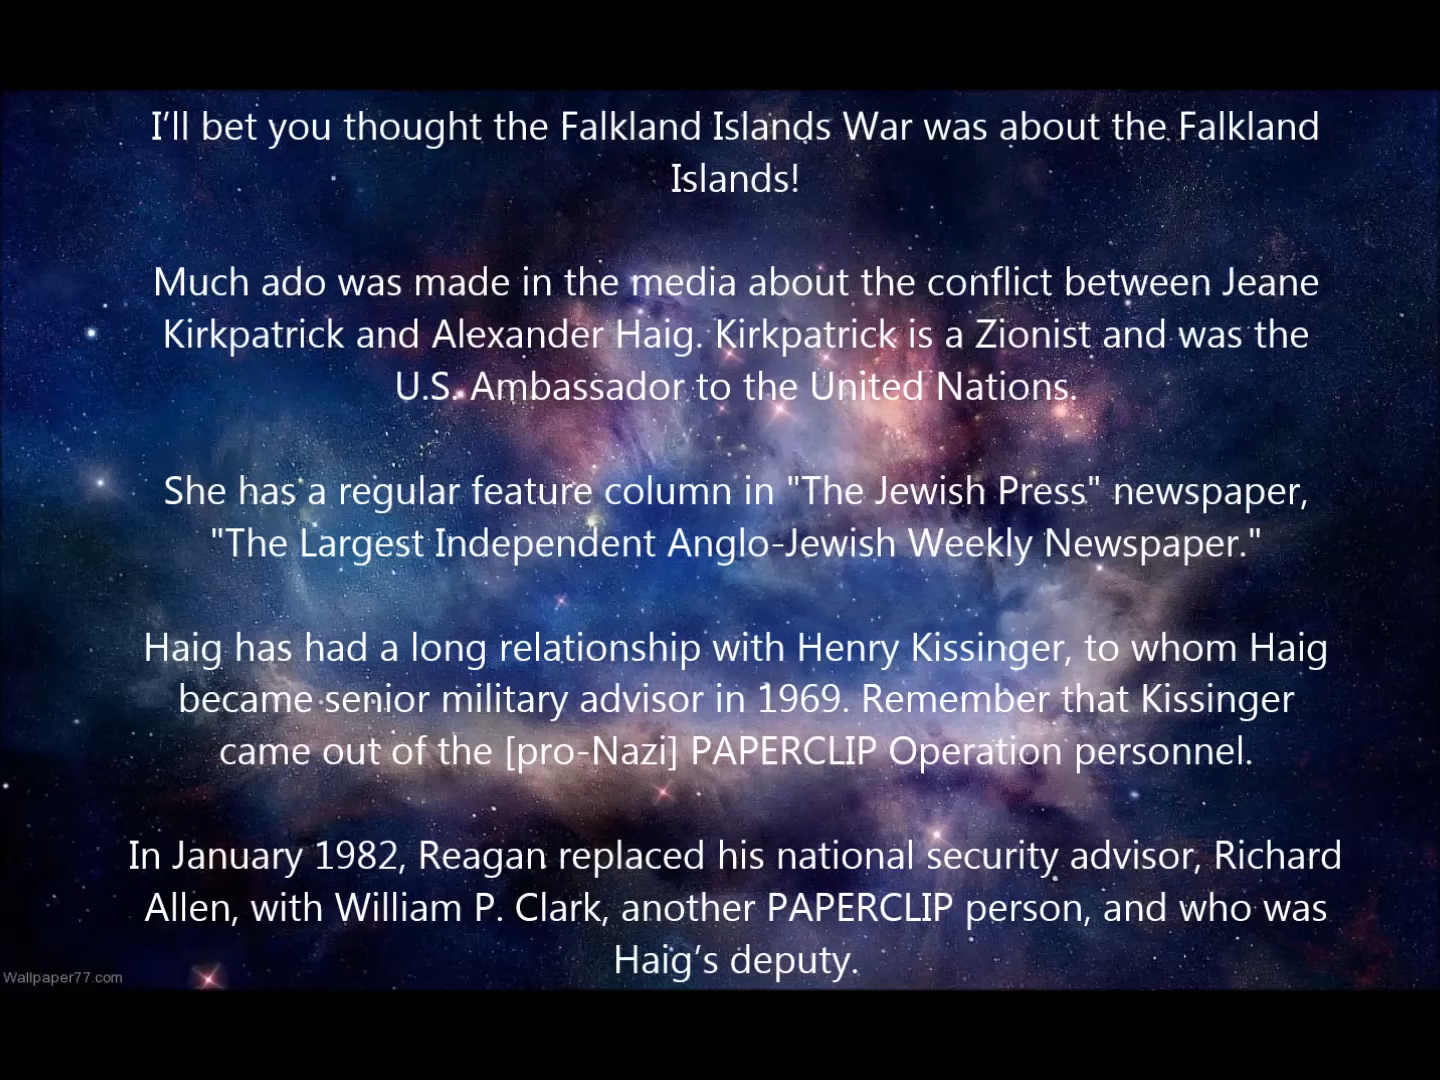 I’ll bet you thought the Falkland Islands War was about the Falkland
Islands!
Much ado was made in the media about the conflict between Jeane
Kirkpatrick and Alexander Haig. Kirkpatrick is a Zionist and was the
U.S. Ambassador to the United Nations.
She has a regular feature column in "The Jewish Press" newspaper,
"The Largest Independent Anglo-Jewish Weekly Newspaper."
Haig has had a long relationship with Henry Kissinger, to whom Haig
became senior military advisor in 1969. Remember that Kissinger
came out of the [pro-Nazi] PAPERCLIP Operation personnel.
In January 1982, Reagan replaced his national security advisor, Richard
Allen, with William P. Clark, another PAPERCLIP person, and who was
Haig’s deputy.
Wallpaper77.com